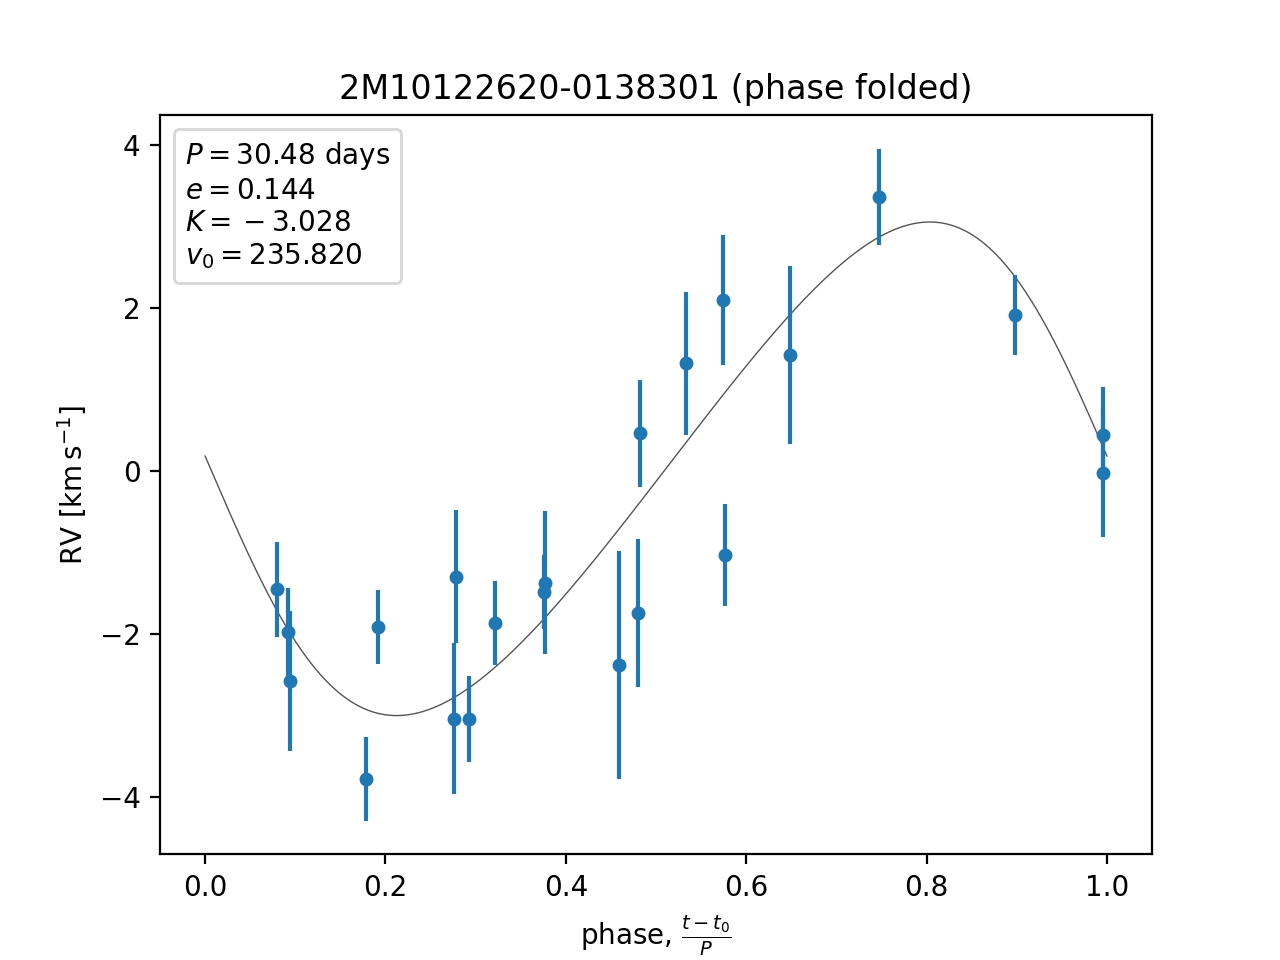 2M10122620-0138301 (phase folded)
P = 30.48 days
e = 0.144
K = −3.028
v₀ = 235.820
4
2
0
−2
−4
RV [km s⁻¹]
0.0 0.2 0.4 0.6 0.8 1.0
phase, (t − t₀)/P